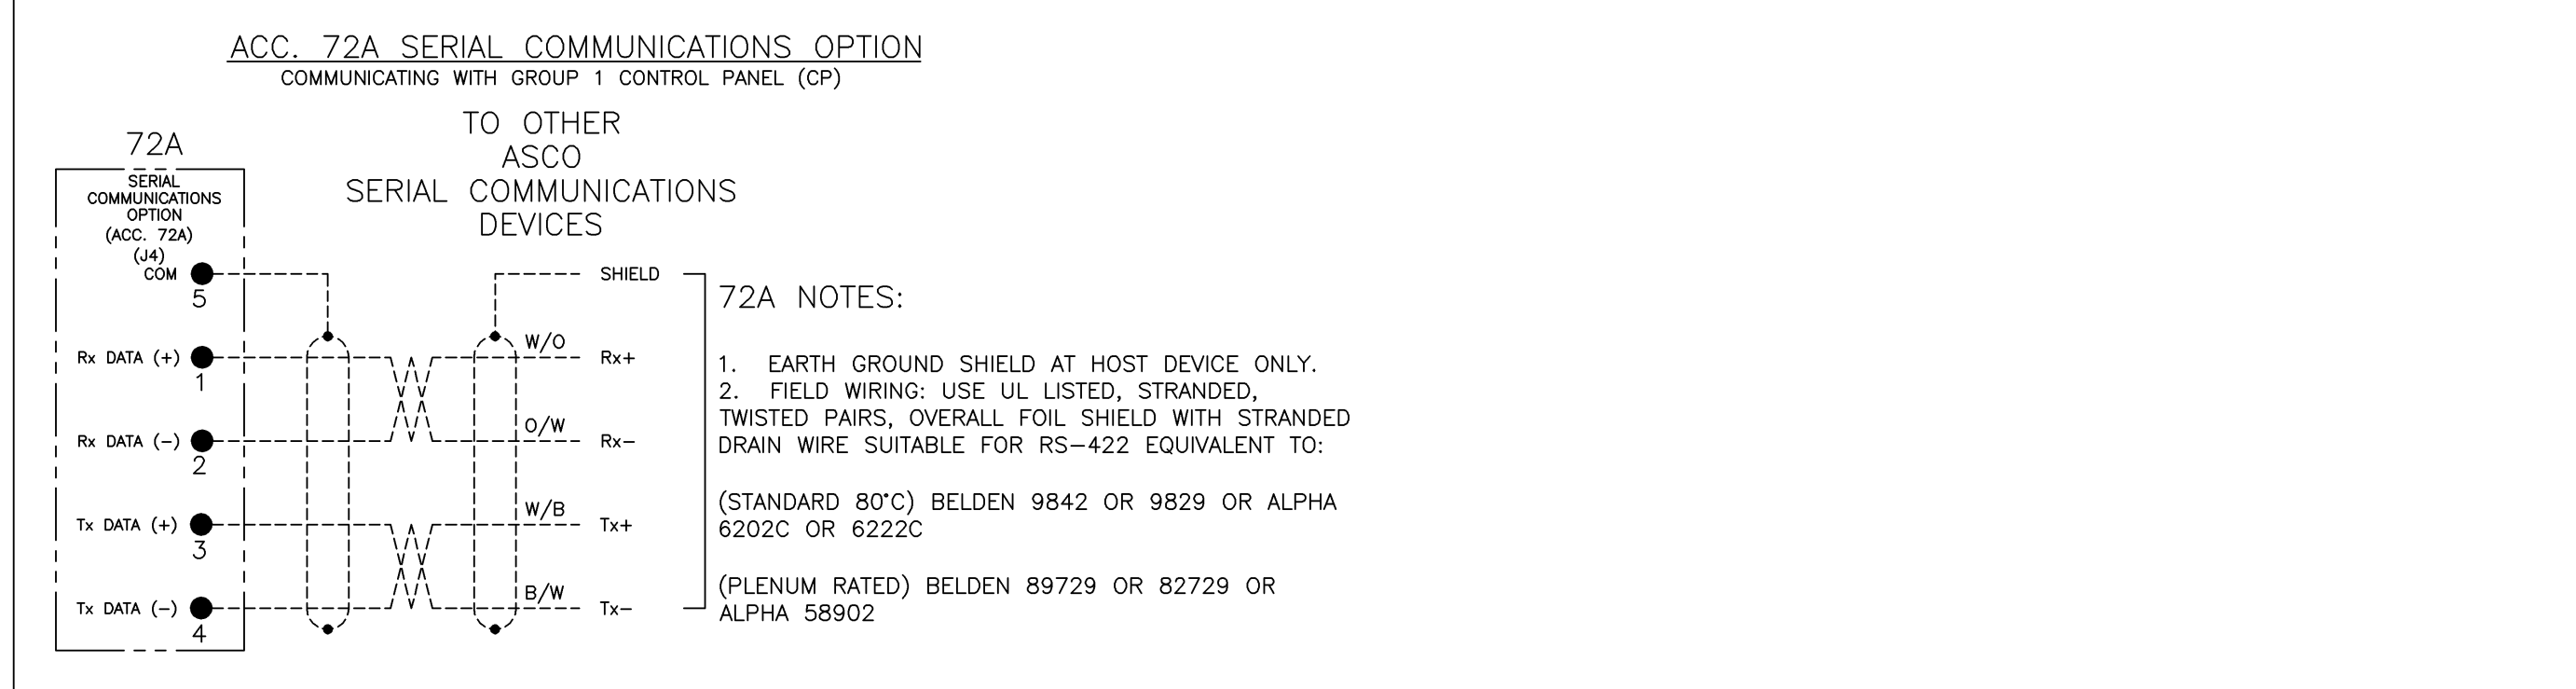 ACC. 72A SERIAL COMMUNICATIONS OPTION
COMMUNICATING WITH GROUP 1 CONTROL PANEL (CP)
TO OTHER
ASCO
SERIAL COMMUNICATIONS
DEVICES
72A
SERIAL
COMMUNICATIONS
OPTION
(ACC. 72A)
(J4)
COM
5
SHIELD
Rx DATA (+)
1
W/O
Rx+
Rx DATA (-)
2
O/W
Rx-
Tx DATA (+)
3
W/B
Tx+
Tx DATA (-)
4
B/W
Tx-
72A NOTES:
1. EARTH GROUND SHIELD AT HOST DEVICE ONLY.
2. FIELD WIRING: USE UL LISTED, STRANDED,
TWISTED PAIRS, OVERALL FOIL SHIELD WITH STRANDED
DRAIN WIRE SUITABLE FOR RS-422 EQUIVALENT TO:
(STANDARD 80°C) BELDEN 9842 OR 9829 OR ALPHA
6202C OR 6222C
(PLENUM RATED) BELDEN 89729 OR 82729 OR
ALPHA 58902